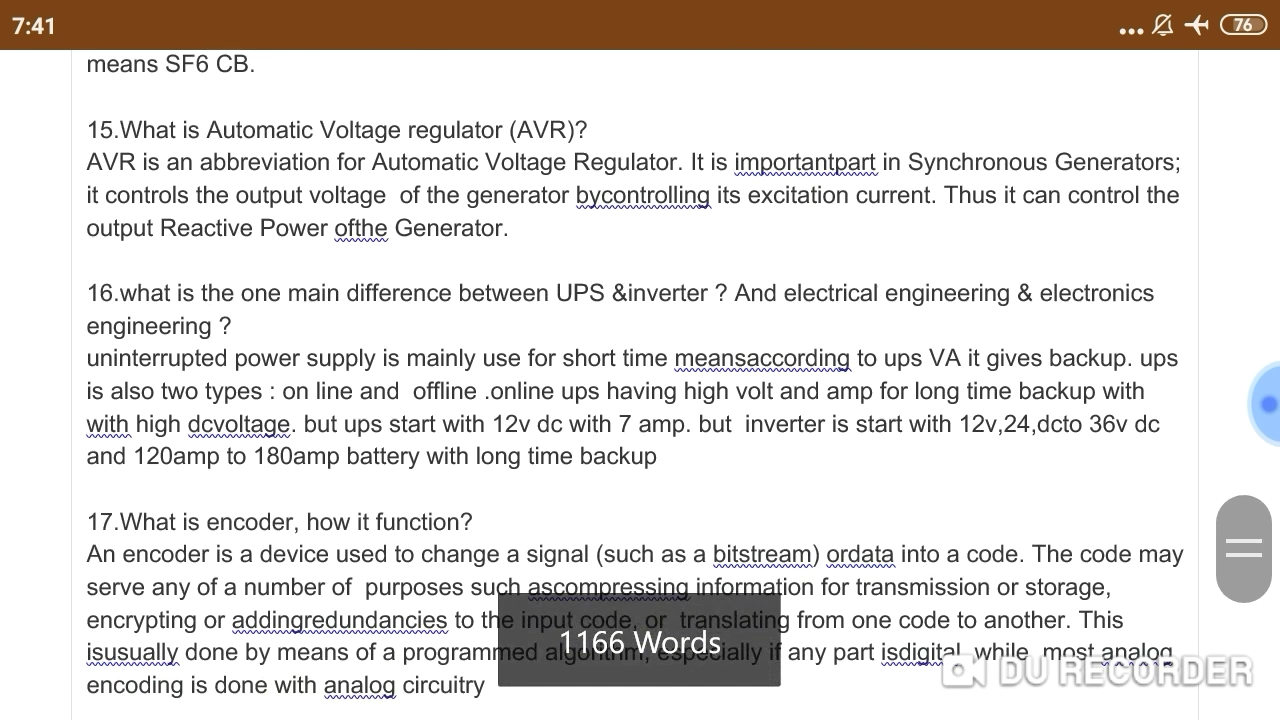 7:41
76
means SF6 CB.
15.What is Automatic Voltage regulator (AVR)?
AVR is an abbreviation for Automatic Voltage Regulator. It is importantpart in Synchronous Generators;
it controls the output voltage  of the generator bycontrolling its excitation current. Thus it can control the
output Reactive Power ofthe Generator.
16.what is the one main difference between UPS &inverter ? And electrical engineering & electronics
engineering ?
uninterrupted power supply is mainly use for short time meansaccording to ups VA it gives backup. ups
is also two types : on line and  offline .online ups having high volt and amp for long time backup with
with high dcvoltage. but ups start with 12v dc with 7 amp. but  inverter is start with 12v,24,dcto 36v dc
and 120amp to 180amp battery with long time backup
17.What is encoder, how it function?
An encoder is a device used to change a signal (such as a bitstream) ordata into a code. The code may
serve any of a number of  purposes such ascompressing information for transmission or storage,
encrypting or addingredundancies to the input code, or  translating from one code to another. This
isusually done by means of a programmed algorithm, especially if any part isdigital, while  most analog
encoding is done with analog circuitry
1166 Words
DU RECORDER